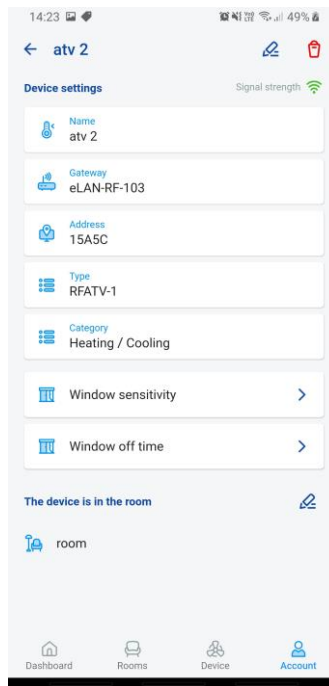 14:23 49%
atv 2
Device settings Signal strength
Name
atv 2
Gateway
eLAN-RF-103
Address
15A5C
Type
RFATV-1
Category
Heating / Cooling
Window sensitivity
Window off time
The device is in the room
room
Dashboard Rooms Device Account